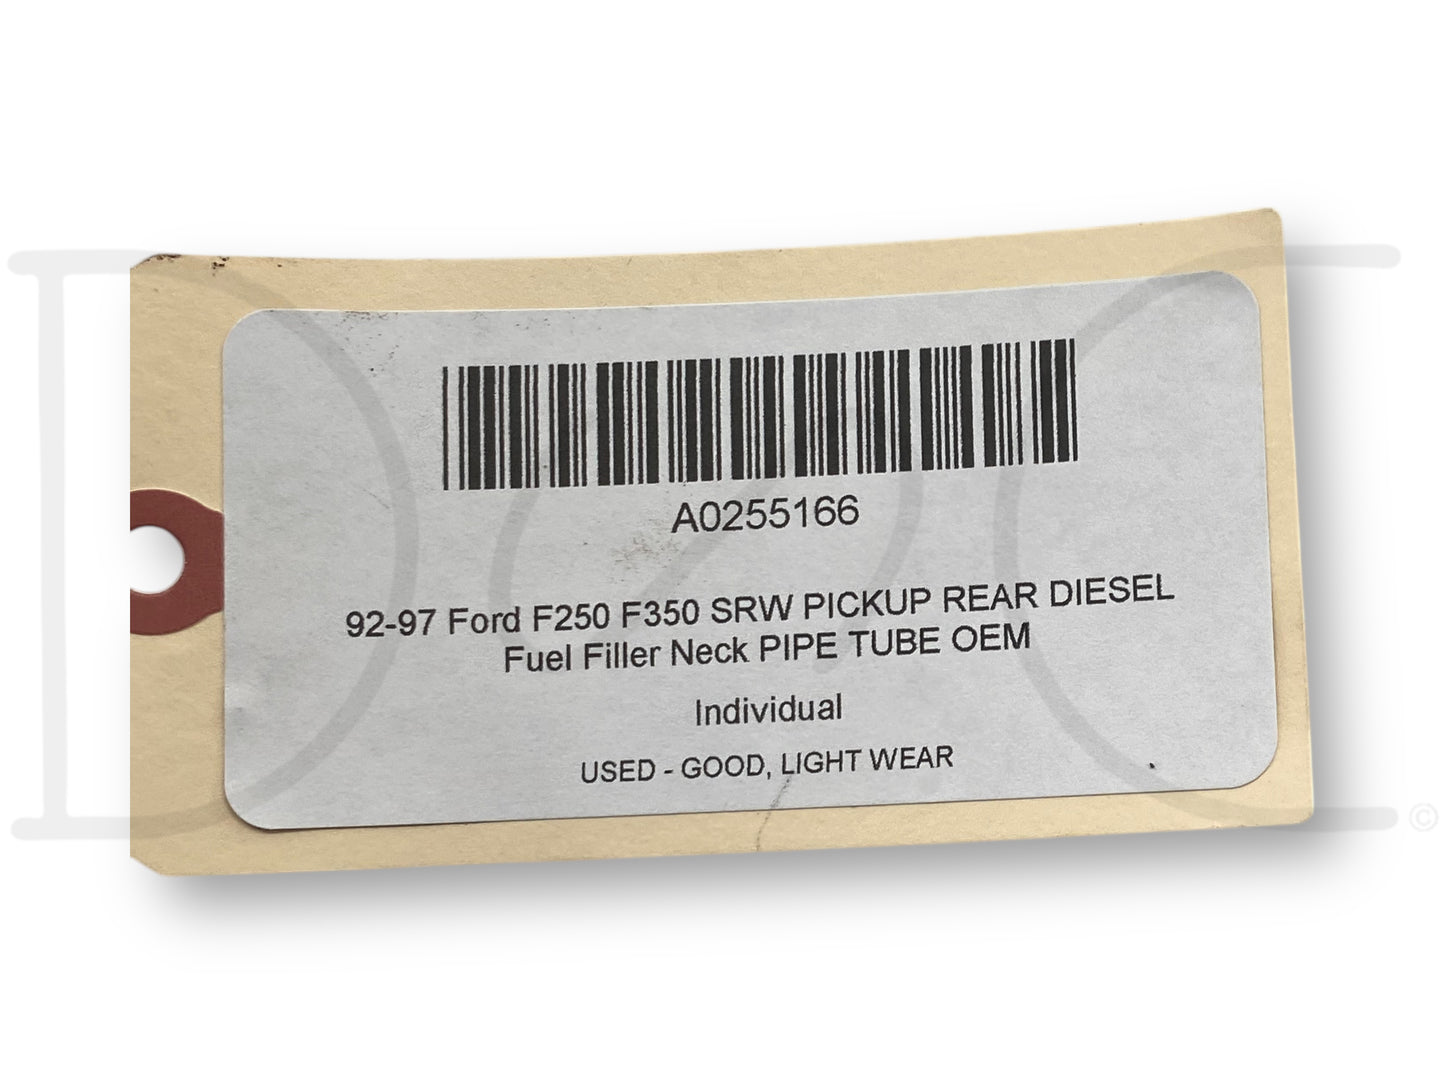 A0255166
92-97 Ford F250 F350 SRW PICKUP REAR DIESEL
Fuel Filler Neck PIPE TUBE OEM
Individual
USED - GOOD, LIGHT WEAR
©